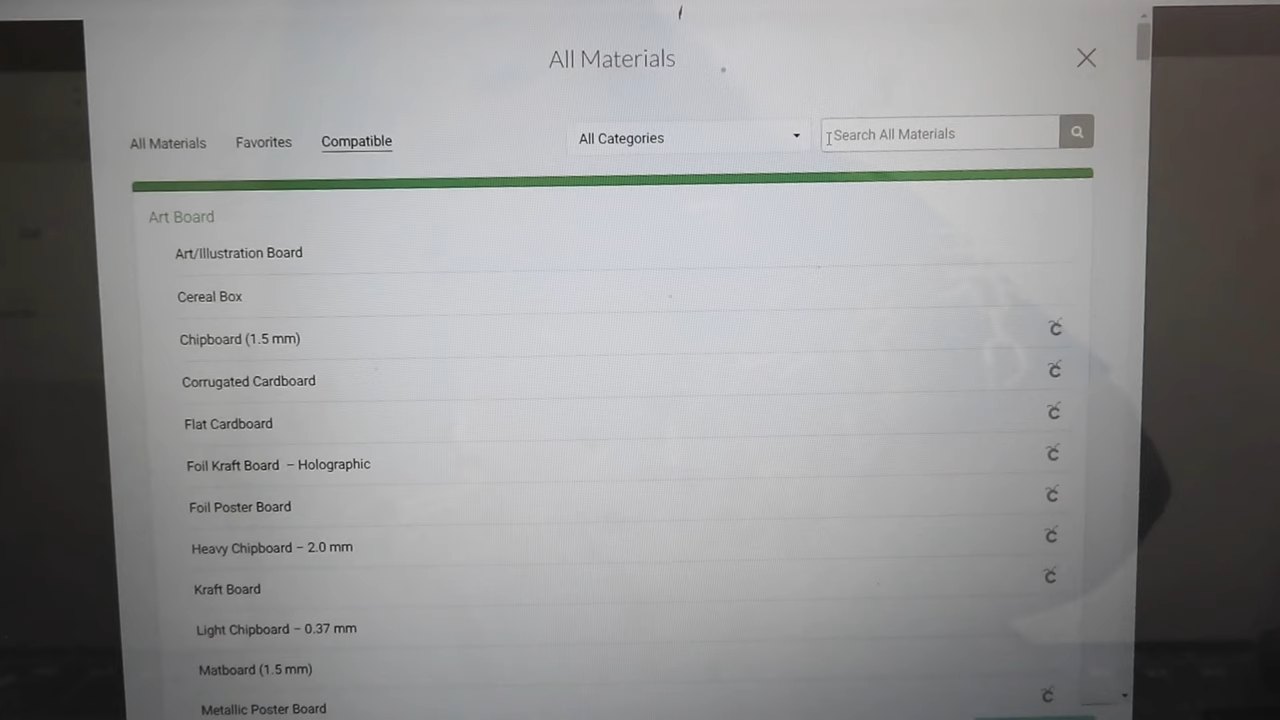 All Materials
All Materials Favorites Compatible All Categories Search All Materials
Art Board
Art/Illustration Board
Cereal Box
Chipboard (1.5 mm)
Corrugated Cardboard
Flat Cardboard
Foil Kraft Board – Holographic
Foil Poster Board
Heavy Chipboard – 2.0 mm
Kraft Board
Light Chipboard – 0.37 mm
Matboard (1.5 mm)
Metallic Poster Board